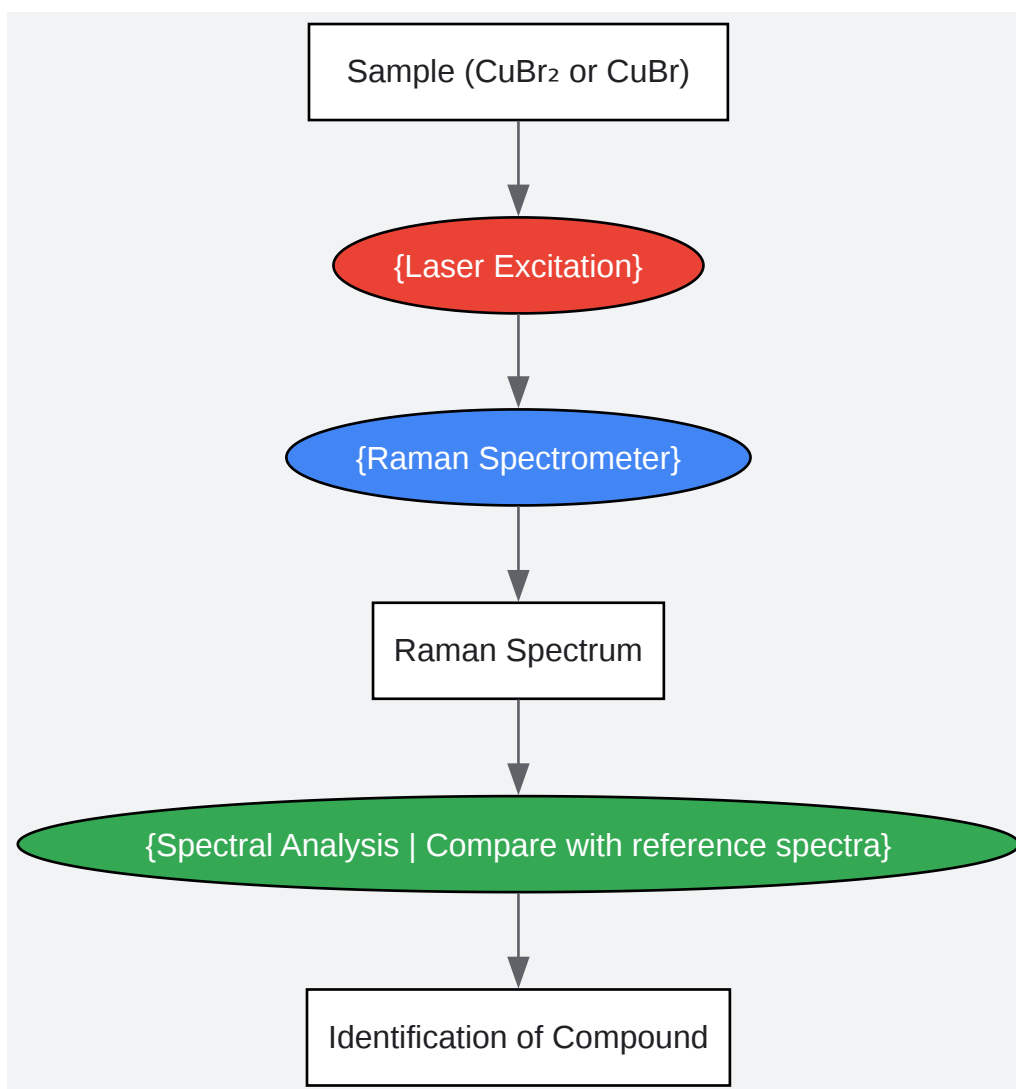 Sample (CuBr₂ or CuBr)
{Laser Excitation}
{Raman Spectrometer}
Raman Spectrum
{Spectral Analysis | Compare with reference spectra}
Identification of Compound